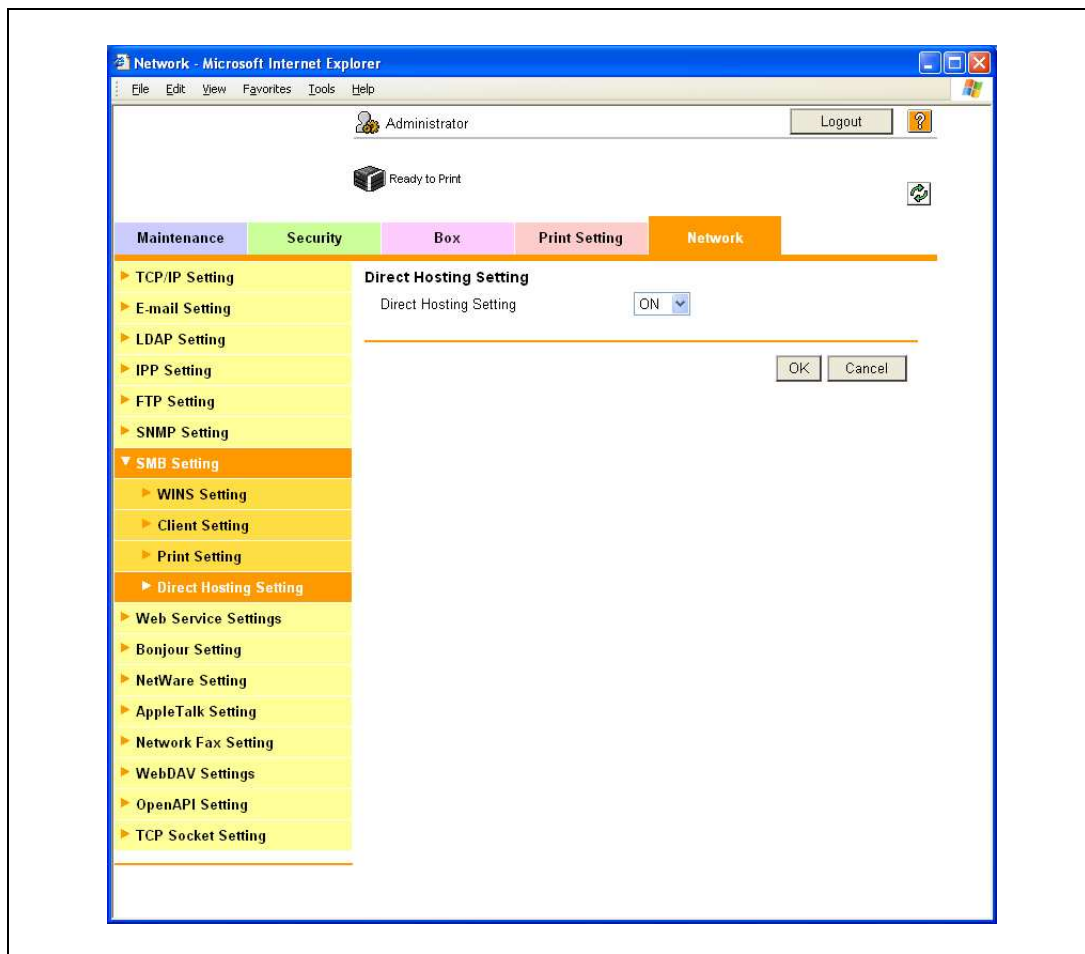 Network - Microsoft Internet Explorer
File Edit View Favorites Tools Help
Administrator
Logout
?
Ready to Print
Maintenance Security Box Print Setting Network
TCP/IP Setting
E-mail Setting
LDAP Setting
IPP Setting
FTP Setting
SNMP Setting
SMB Setting
WINS Setting
Client Setting
Print Setting
Direct Hosting Setting
Web Service Settings
Bonjour Setting
NetWare Setting
AppleTalk Setting
Network Fax Setting
WebDAV Settings
OpenAPI Setting
TCP Socket Setting
Direct Hosting Setting
Direct Hosting Setting ON
OK Cancel